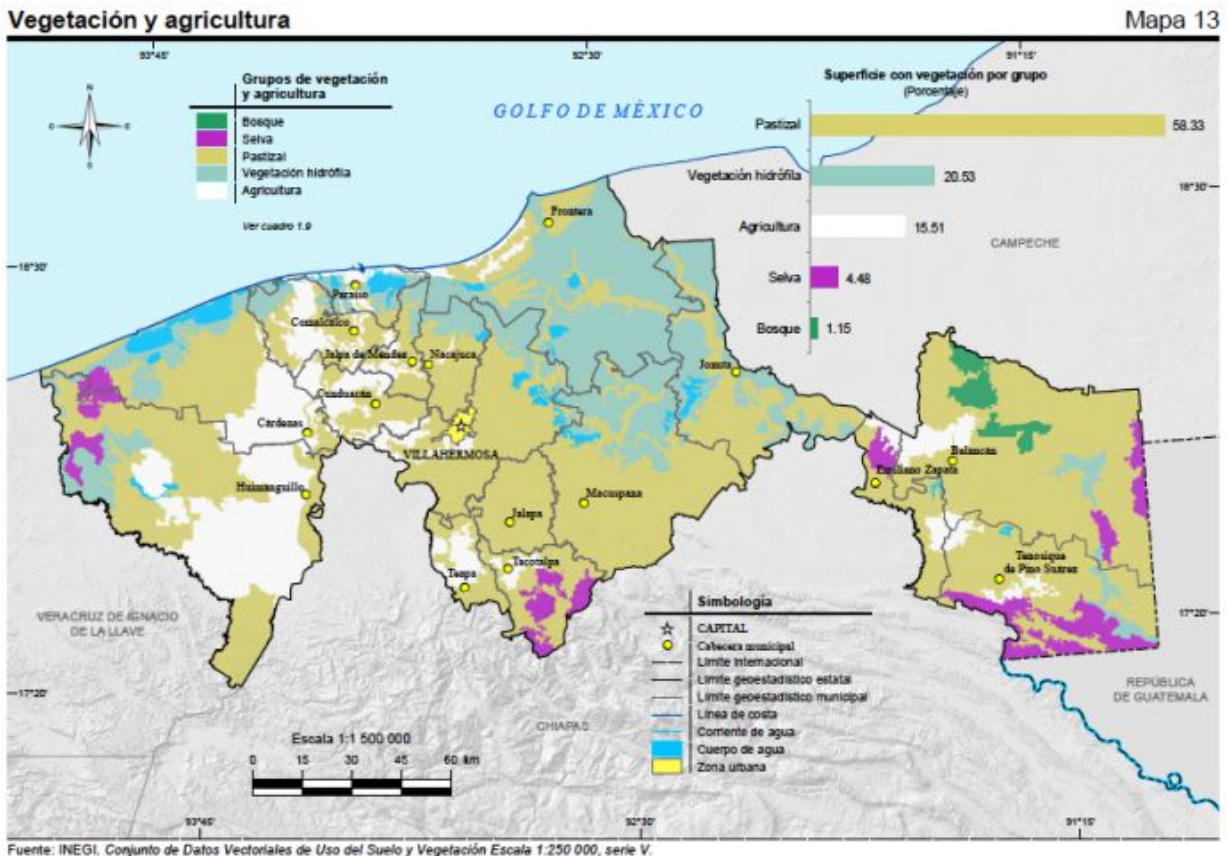 Vegetación y agricultura
Mapa 13
93°45'
92°30'
91°15'
Grupos de vegetación
y agricultura
Bosque
Selva
Pastizal
Vegetación hidrófila
Agricultura
Ver cuadro 1.9
N
O
E
S
GOLFO DE MÉXICO
Superficie con vegetación por grupo
(Porcentaje)
Pastizal
58.33
Vegetación hidrófila
20.53
Agricultura
15.51
Selva
4.48
Bosque
1.15
18°30'
18°30'
CAMPECHE
Frontera
Paraíso
Comalcalco
Jalpa de Méndez
Nacajuca
Cunduacán
Jonuta
Cárdenas
VILLAHERMOSA
Balancán
Emiliano Zapata
Huimanguillo
Macuspana
Jalapa
Tacotalpa
Teapa
Tenosique
de Pino Suárez
VERACRUZ DE IGNACIO
DE LA LLAVE
17°20'
17°20'
CHIAPAS
REPÚBLICA
DE GUATEMALA
Simbología
CAPITAL
Cabecera municipal
Límite internacional
Límite geoestadístico estatal
Límite geoestadístico municipal
Línea de costa
Corriente de agua
Cuerpo de agua
Zona urbana
Escala 1:1 500 000
0 15 30 45 60 km
93°45'
92°30'
91°15'
Fuente: INEGI. Conjunto de Datos Vectoriales de Uso del Suelo y Vegetación Escala 1:250 000, serie V.